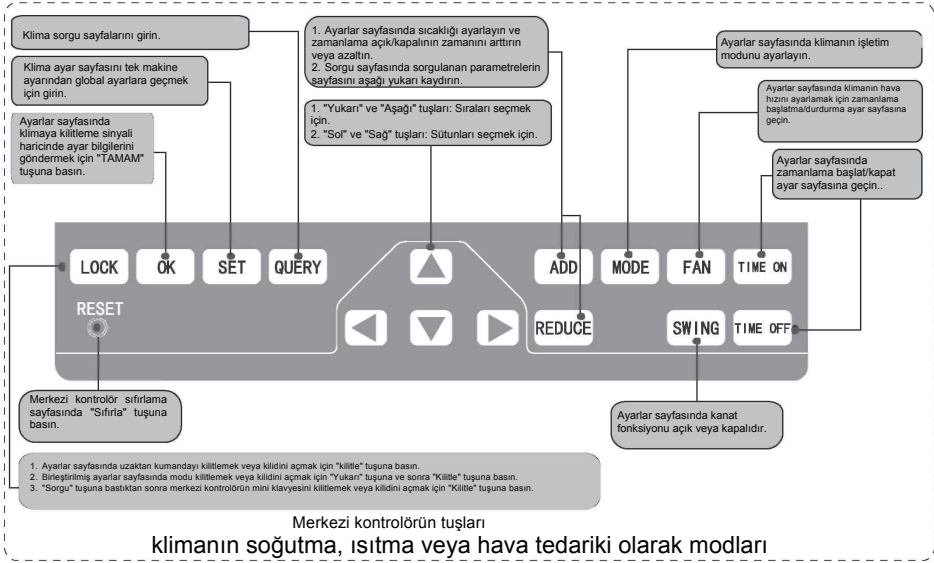 Klima sorgu sayfalarını girin.
Klima ayar sayfasını tek makine
ayarından global ayarlara geçmek
için girin.
Ayarlar sayfasında
klimaya kilitleme sinyali
haricinde ayar bilgilerini
göndermek için "TAMAM"
tuşuna basın.
1. Ayarlar sayfasında sıcaklığı ayarlayın ve
zamanlama açık/kapalının zamanını arttırın
veya azaltın.
2. Sorgu sayfasında sorgulanan parametrelerin
sayfasını aşağı yukarı kaydırın.
1. "Yukarı" ve "Aşağı" tuşları: Sıraları seçmek
için.
2. "Sol" ve "Sağ" tuşları: Sütunları seçmek için.
Ayarlar sayfasında klimanın işletim
modunu ayarlayın.
Ayarlar sayfasında klimanın hava
hızını ayarlamak için zamanlama
başlatma/durdurma ayar sayfasına
geçin.
Ayarlar sayfasında
zamanlama başlat/kapat
ayar sayfasına geçin..
LOCK OK SET QUERY ADD MODE FAN TIME ON
RESET
REDUCE SWING TIME OFF
Merkezi kontrolör sıfırlama
sayfasında "Sıfırla" tuşuna
basın.
Ayarlar sayfasında kanat
fonksiyonu açık veya kapalıdır.
1. Ayarlar sayfasında uzaktan kumandayı kilitlemek veya kilidini açmak için "kilitle" tuşuna basın.
2. Birleştirilmiş ayarlar sayfasında modu kilitlemek veya kilidini açmak için "Yukarı" tuşuna ve sonra "Kilitle" tuşuna basın.
3. "Sorgu" tuşuna bastıktan sonra merkezi kontrolörün mini klavyesini kilitlemek veya kilidini açmak için "Kilitle" tuşuna basın.
Merkezi kontrolörün tuşları
klimanın soğutma, ısıtma veya hava tedariki olarak modları